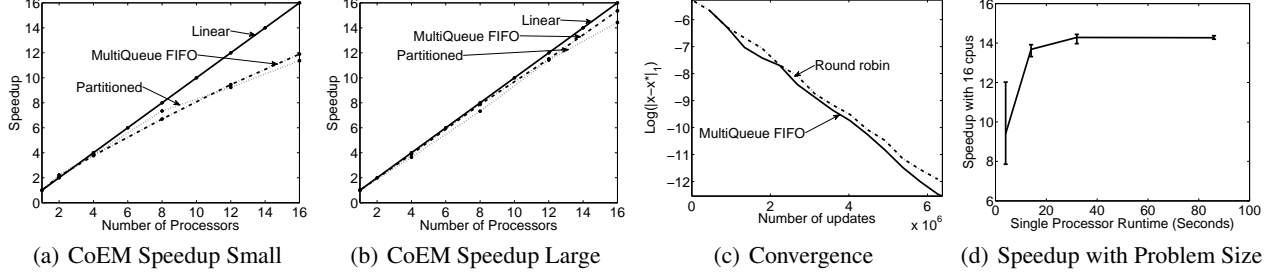 16
14
12
10
8
6
4
2
Speedup
Linear
MultiQueue FIFO
Partitioned
2 4 6 8 10 12 14 16
Number of Processors
(a) CoEM Speedup Small
16
14
12
10
8
6
4
2
Speedup
Linear
MultiQueue FIFO
Partitioned
2 4 6 8 10 12 14 16
Number of Processors
(b) CoEM Speedup Large
−6
−7
−8
−9
−10
−11
−12
Log(|x−x*|₁)
Round robin
MultiQueue FIFO
0 2 4 6
Number of updates
x 10⁶
(c) Convergence
16
14
12
10
8
6
Speedup with 16 cpus
0 20 40 60 80 100
Single Processor Runtime (Seconds)
(d) Speedup with Problem Size